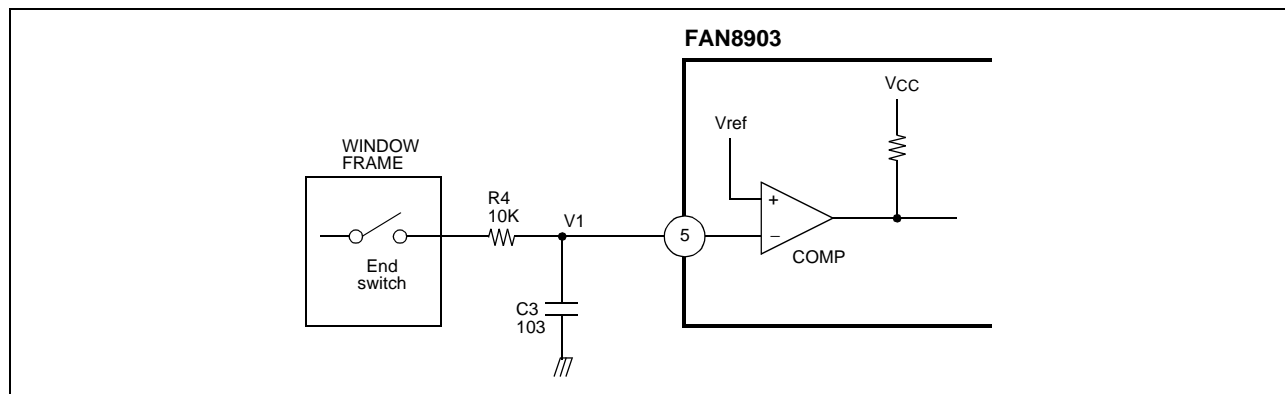 FAN8903
VCC
Vref
WINDOW
FRAME
R4
10K
V1
5
+
−
COMP
End
switch
C3
103